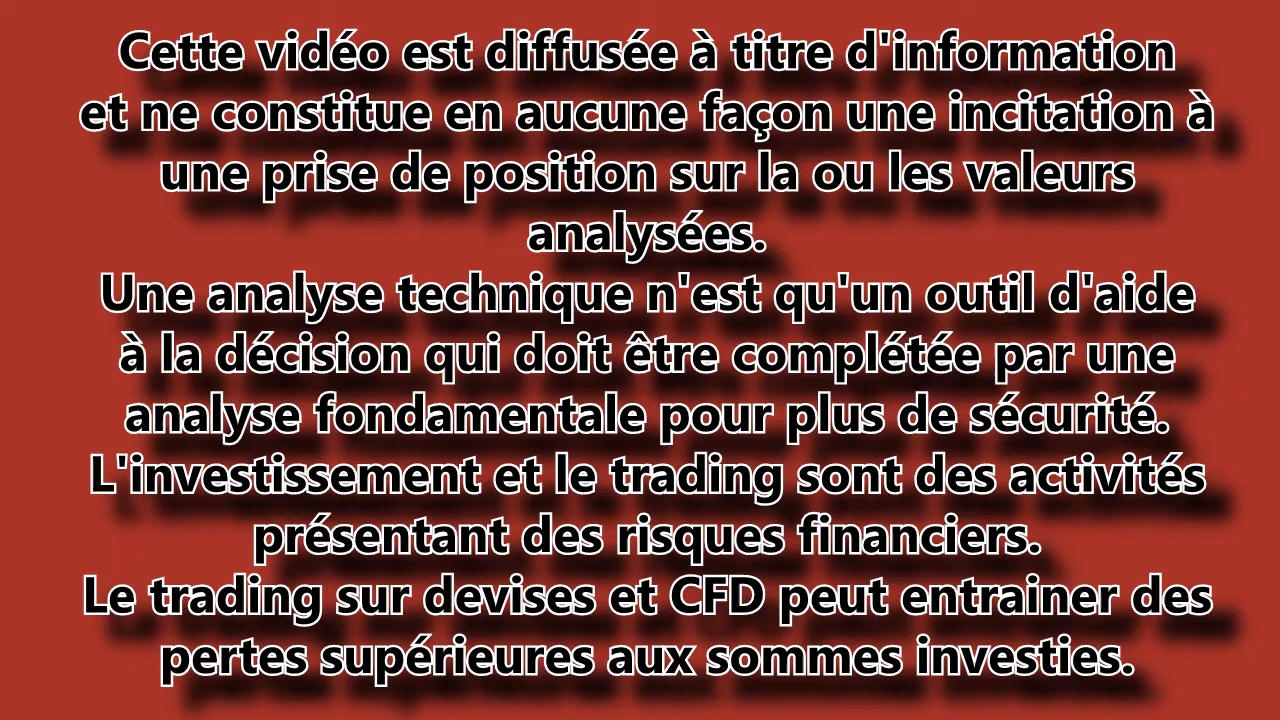 Cette vidéo est diffusée à titre d'information
et ne constitue en aucune façon une incitation à
une prise de position sur la ou les valeurs
analysées.
Une analyse technique n'est qu'un outil d'aide
à la décision qui doit être complétée par une
analyse fondamentale pour plus de sécurité.
L'investissement et le trading sont des activités
présentant des risques financiers.
Le trading sur devises et CFD peut entrainer des
pertes supérieures aux sommes investies.